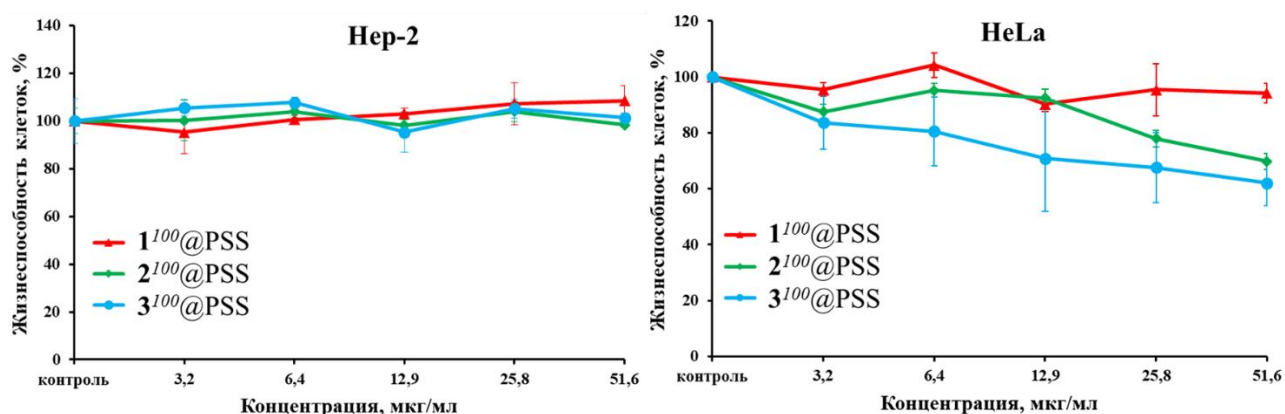 Hep-2
Жизнеспособность клеток, %
140
120
100
80
60
40
20
0
1100@PSS
2100@PSS
3100@PSS
контроль 3,2 6,4 12,9 25,8 51,6
Концентрация, мкг/мл
HeLa
Жизнеспособность клеток, %
120
100
80
60
40
20
0
1100@PSS
2100@PSS
3100@PSS
контроль 3,2 6,4 12,9 25,8 51,6
Концентрация, мкг/мл